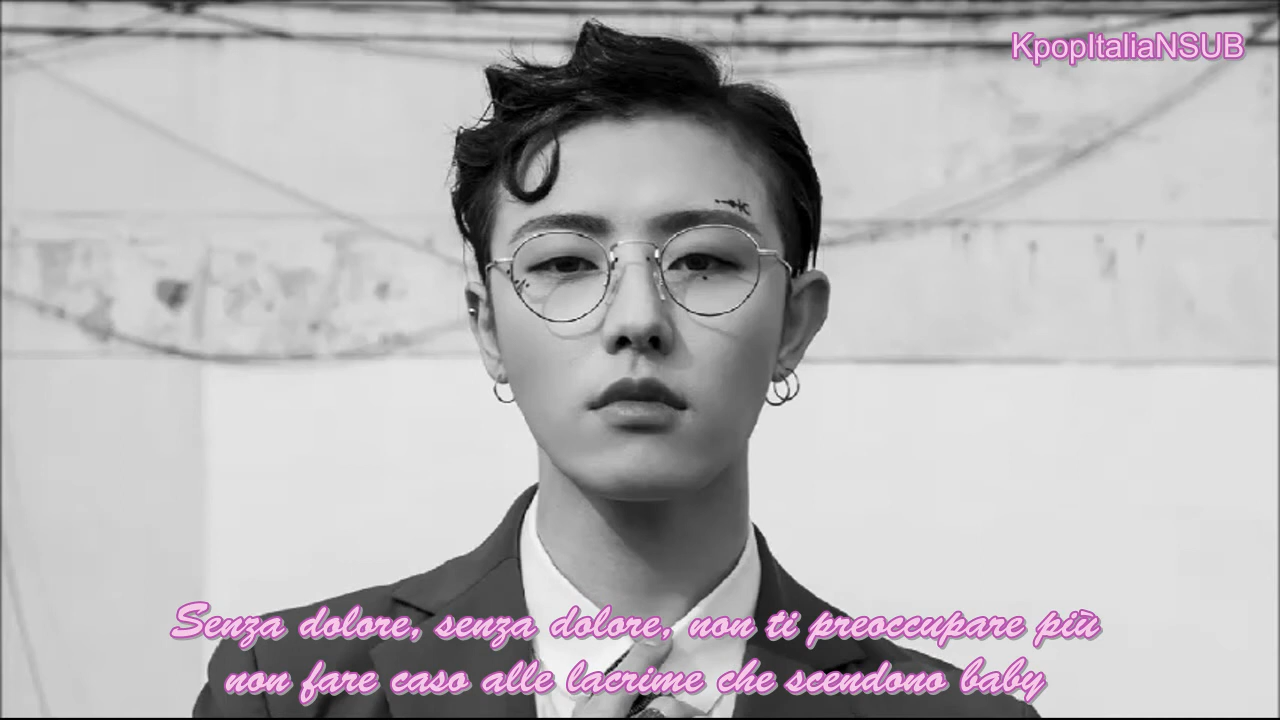 KpopItaliaNSUB
Senza dolore, senza dolore, non ti preoccupare più
non fare caso alle lacrime che scendono baby